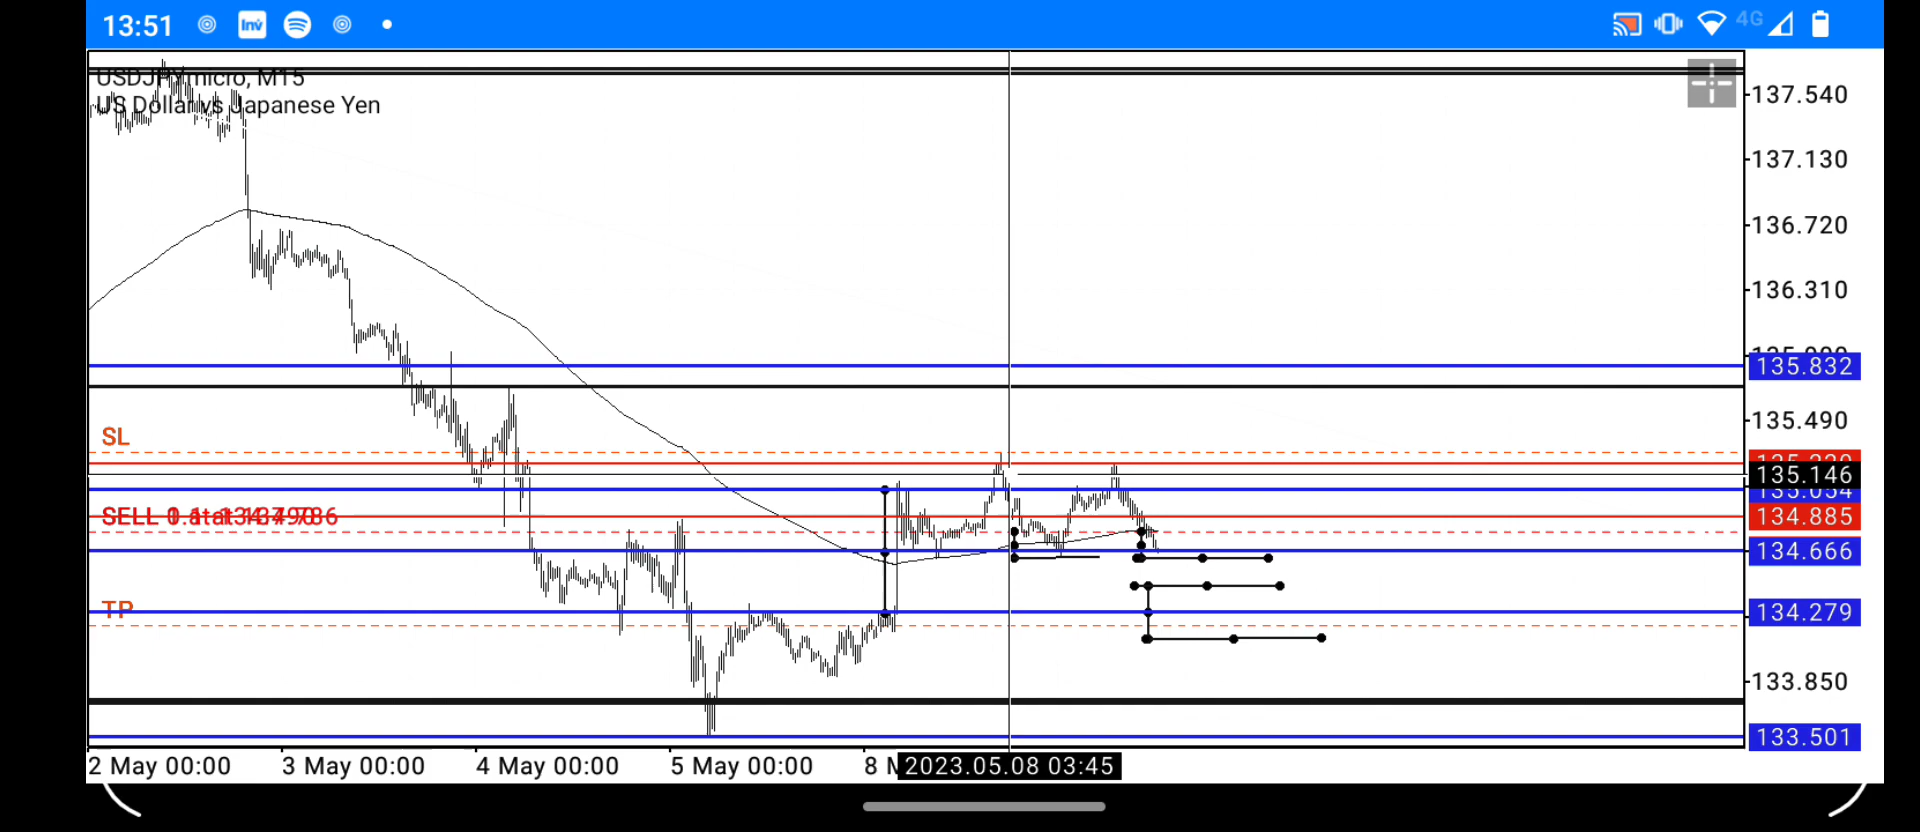 13:51
Inv
4G
USDJPYmicro, M15
US Dollar vs Japanese Yen
137.540
137.130
136.720
136.310
135.832
135.490
SL
135.146
SELL
134.885
134.666
TP
134.279
133.850
133.501
2 May 00:00
3 May 00:00
4 May 00:00
5 May 00:00
8
2023.05.08 03:45